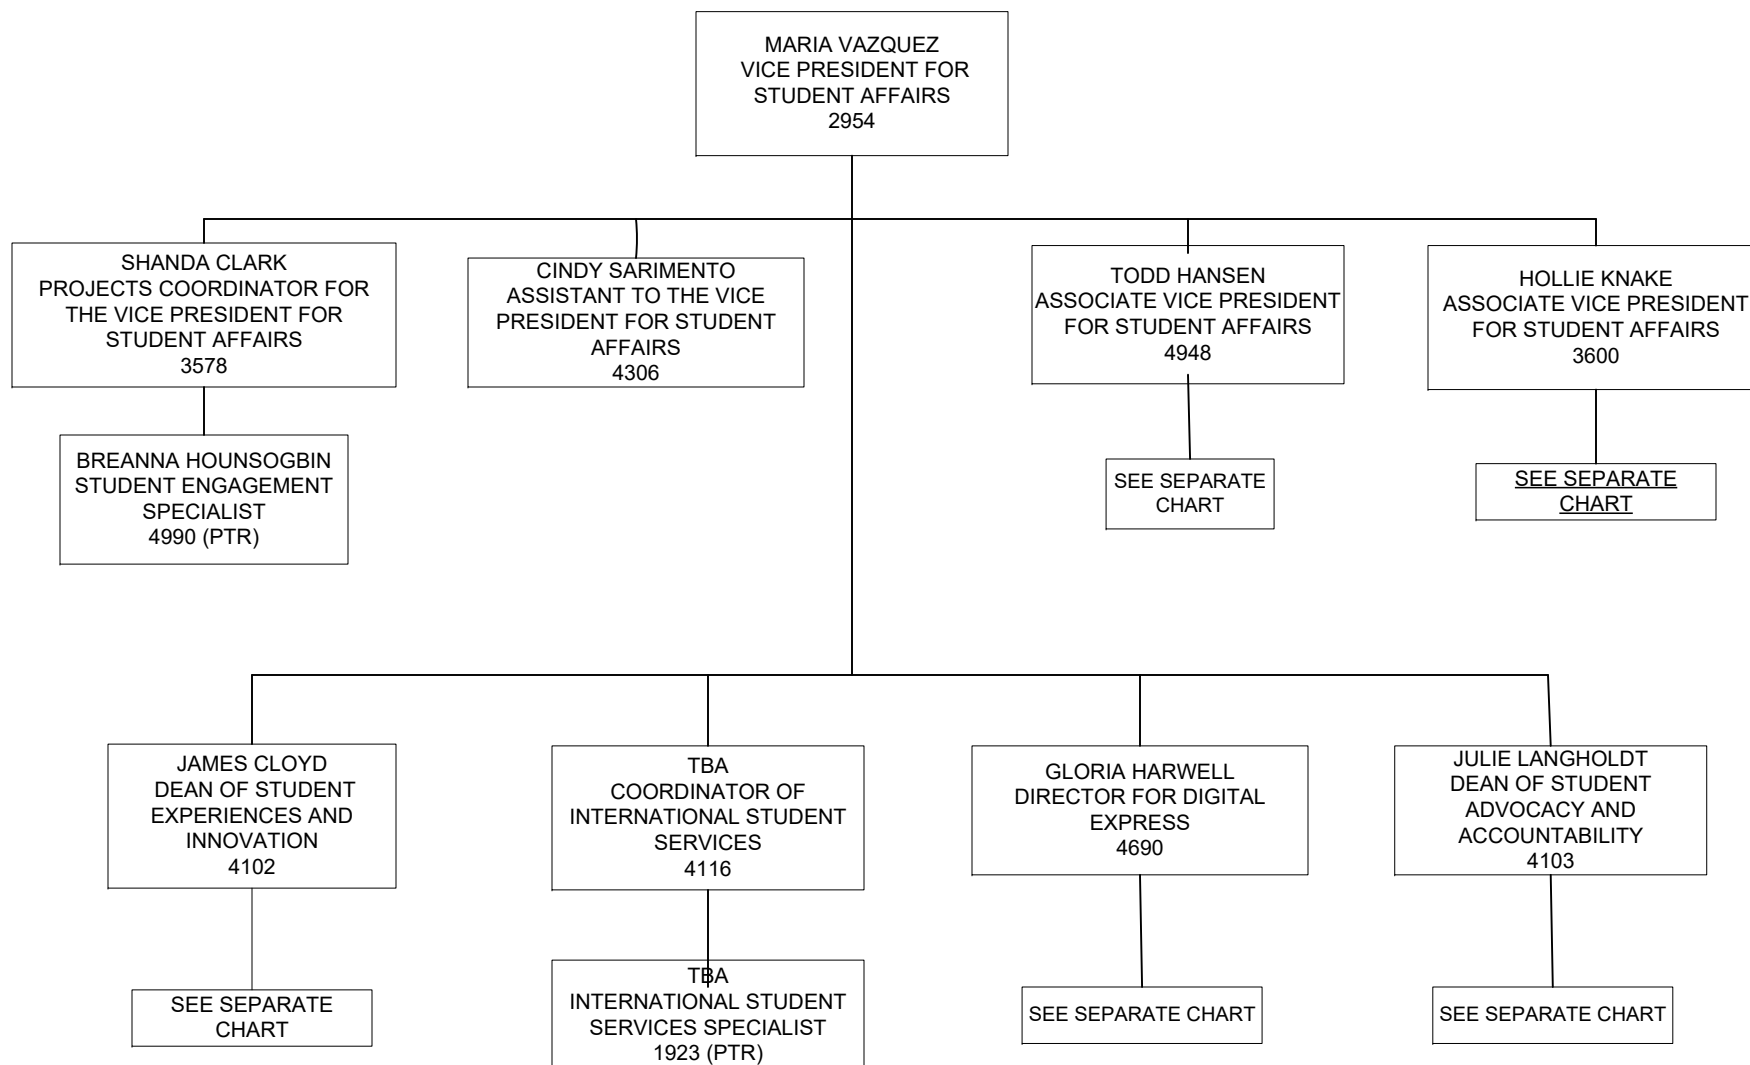 MARIA VAZQUEZ
VICE PRESIDENT FOR
STUDENT AFFAIRS
2954
SHANDA CLARK
PROJECTS COORDINATOR FOR
THE VICE PRESIDENT FOR
STUDENT AFFAIRS
3578
CINDY SARIMENTO
ASSISTANT TO THE VICE
PRESIDENT FOR STUDENT
AFFAIRS
4306
TODD HANSEN
ASSOCIATE VICE PRESIDENT
FOR STUDENT AFFAIRS
4948
HOLLIE KNAKE
ASSOCIATE VICE PRESIDENT
FOR STUDENT AFFAIRS
3600
BREANNA HOUNSOGBIN
STUDENT ENGAGEMENT
SPECIALIST
4990 (PTR)
SEE SEPARATE
CHART
SEE SEPARATE
CHART
JAMES CLOYD
DEAN OF STUDENT
EXPERIENCES AND
INNOVATION
4102
TBA
COORDINATOR OF
INTERNATIONAL STUDENT
SERVICES
4116
GLORIA HARWELL
DIRECTOR FOR DIGITAL
EXPRESS
4690
JULIE LANGHOLDT
DEAN OF STUDENT
ADVOCACY AND
ACCOUNTABILITY
4103
SEE SEPARATE
CHART
TBA
INTERNATIONAL STUDENT
SERVICES SPECIALIST
1923 (PTR)
SEE SEPARATE CHART
SEE SEPARATE CHART